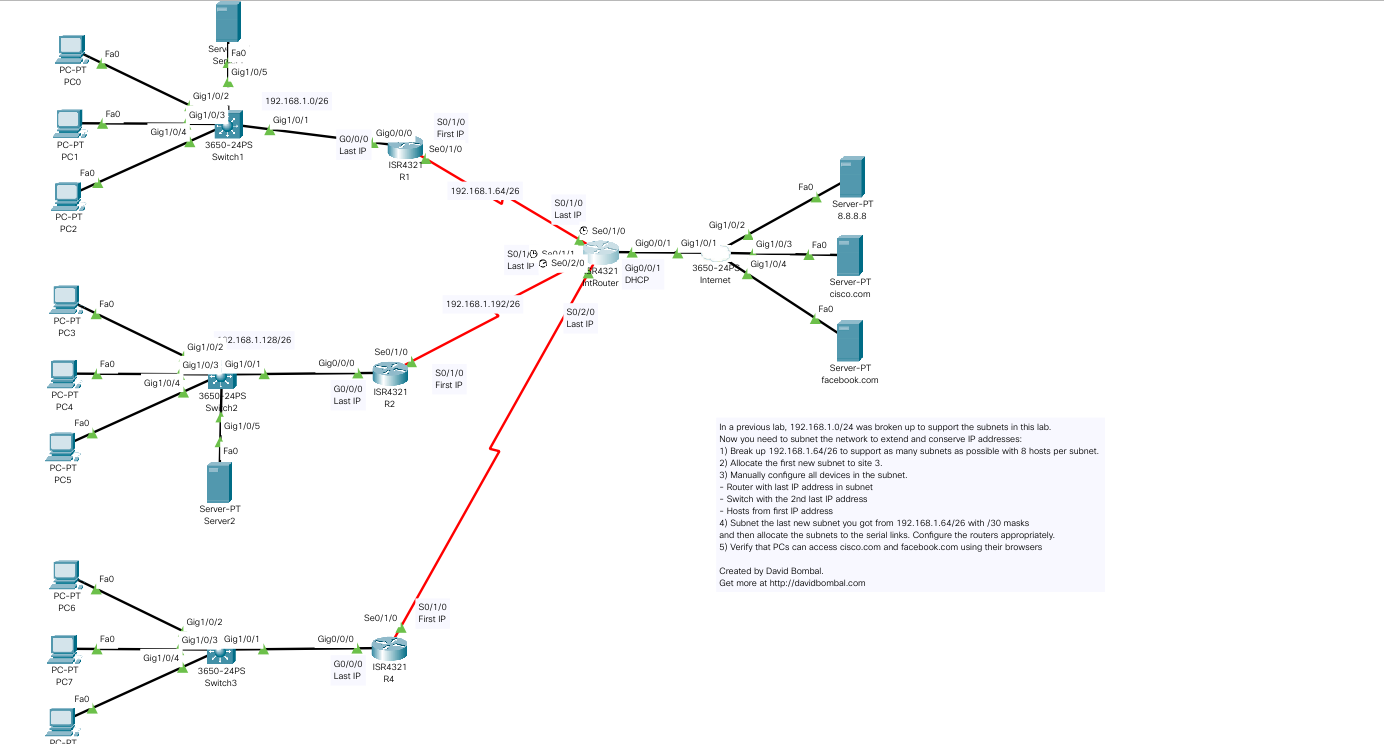 Fa0
PC-PT
PC0
Fa0
Gig1/0/5
Gig1/0/2
192.168.1.0/26
Fa0
Gig1/0/3
Gig1/0/1
Gig1/0/4
PC-PT
PC1
3650-24PS
Switch1
Fa0
PC-PT
PC2
G0/0/0
Last IP
Gig0/0/0
S0/1/0
First IP
Se0/1/0
ISR4321
R1
192.168.1.64/26
S0/1/0
Last IP
Se0/1/0
Last IP
Se0/2/0
Gig0/0/1
Gig1/0/1
Gig0/0/1
DHCP
3650-24PS
Internet
Gig1/0/2
Gig1/0/3
Gig1/0/4
Fa0
Server-PT
8.8.8.8
Fa0
Server-PT
cisco.com
Fa0
Server-PT
facebook.com
192.168.1.192/26
S0/2/0
Last IP
Fa0
PC-PT
PC3
Gig1/0/2
Fa0
Gig1/0/3
Gig1/0/1
Gig1/0/4
PC-PT
PC4
3650-24PS
Switch2
Fa0
PC-PT
PC5
Gig1/0/5
Fa0
Server-PT
Server2
Gig0/0/0
G0/0/0
Last IP
Se0/1/0
ISR4321
R2
S0/1/0
First IP
In a previous lab, 192.168.1.0/24 was broken up to support the subnets in this lab.
Now you need to subnet the network to extend and conserve IP addresses:
1) Break up 192.168.1.64/26 to support as many subnets as possible with 8 hosts per subnet.
2) Allocate the first new subnet to site 3.
3) Manually configure all devices in the subnet.
- Router with last IP address in subnet
- Switch with the 2nd last IP address
- Hosts from first IP address
4) Subnet the last new subnet you got from 192.168.1.64/26 with /30 masks
and then allocate the subnets to the serial links. Configure the routers appropriately.
5) Verify that PCs can access cisco.com and facebook.com using their browsers
Created by David Bombal.
Get more at http://davidbombal.com
Fa0
PC-PT
PC6
Gig1/0/2
Fa0
Gig1/0/3
Gig1/0/1
Gig1/0/4
PC-PT
PC7
3650-24PS
Switch3
Fa0
Gig0/0/0
G0/0/0
Last IP
Se0/1/0
S0/1/0
First IP
ISR4321
R4